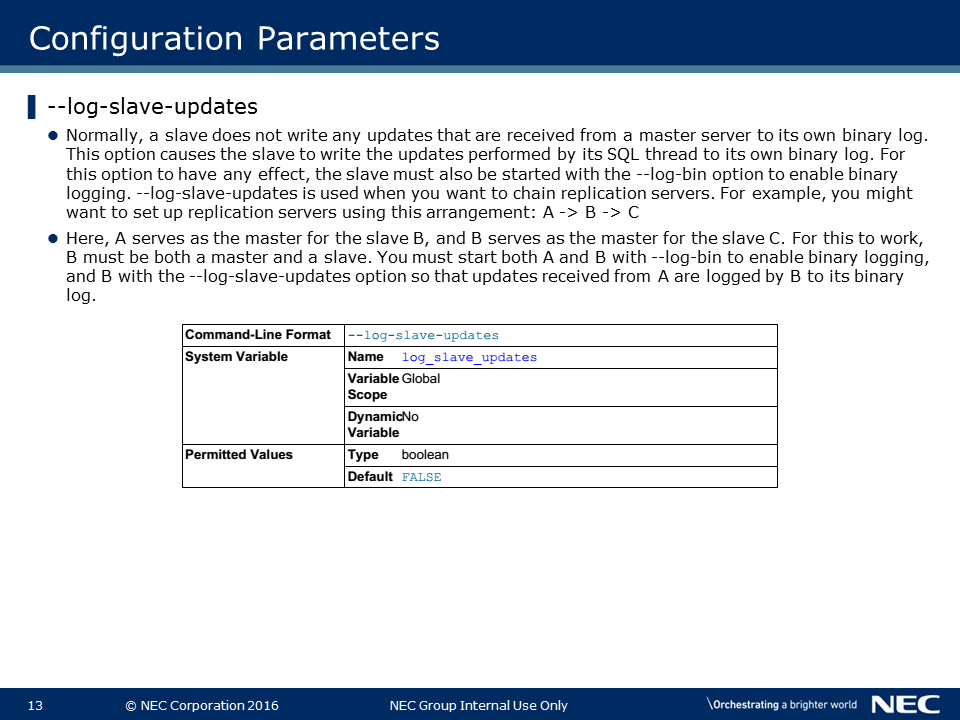 Configuration Parameters
--log-slave-updates
Normally, a slave does not write any updates that are received from a master server to its own binary log.
This option causes the slave to write the updates performed by its SQL thread to its own binary log. For
this option to have any effect, the slave must also be started with the --log-bin option to enable binary
logging. --log-slave-updates is used when you want to chain replication servers. For example, you might
want to set up replication servers using this arrangement: A -> B -> C
Here, A serves as the master for the slave B, and B serves as the master for the slave C. For this to work,
B must be both a master and a slave. You must start both A and B with --log-bin to enable binary logging,
and B with the --log-slave-updates option so that updates received from A are logged by B to its binary
log.
Command-Line Format --log-slave-updates
System Variable Name log_slave_updates
Variable Global
Scope
Dynamic No
Variable
Permitted Values Type boolean
Default FALSE
13 © NEC Corporation 2016 NEC Group Internal Use Only \Orchestrating a brighter world NEC